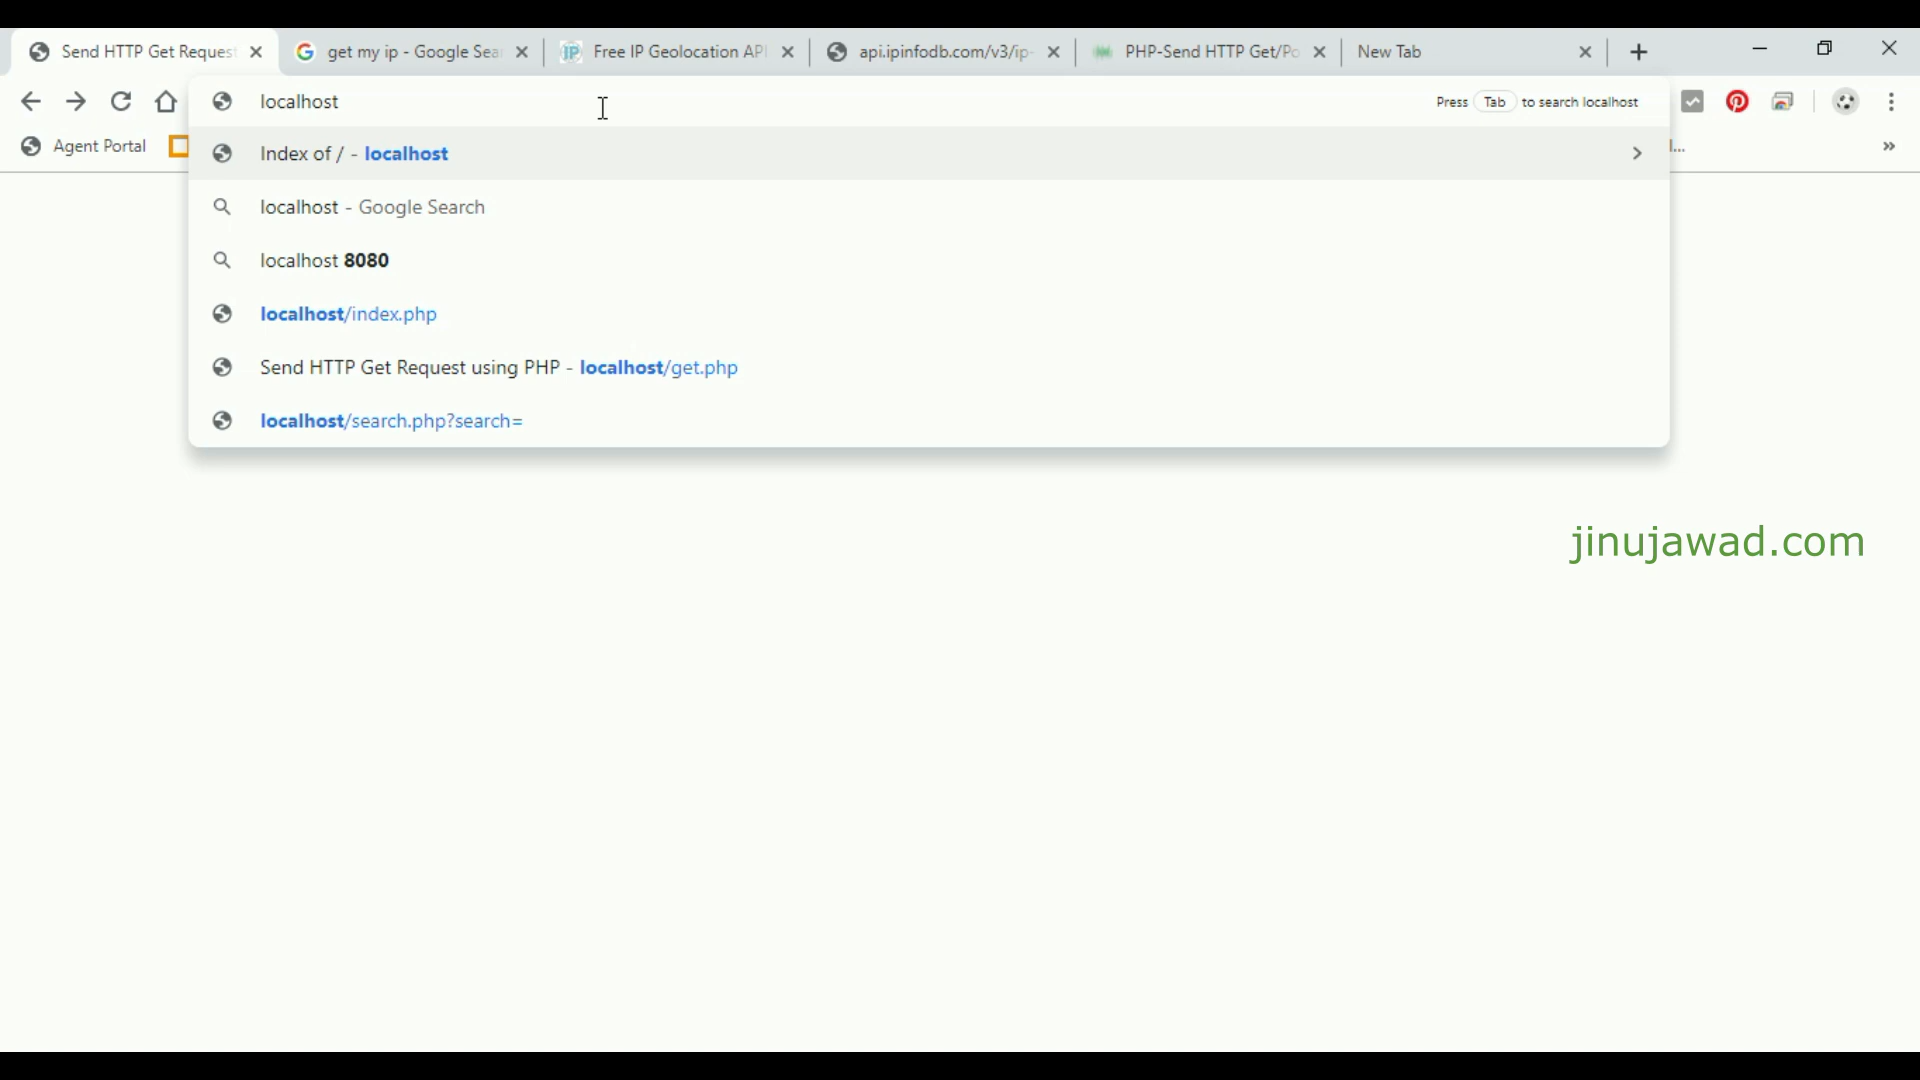 Send HTTP Get Reques
get my ip - Google Sea
IP
Free IP Geolocation API
api.ipinfodb.com/v3/ip-
PHP-Send HTTP Get/Po
New Tab
localhost
Press Tab to search localhost
Agent Portal
Index of / - localhost
l...
localhost - Google Search
localhost 8080
localhost/index.php
Send HTTP Get Request using PHP - localhost/get.php
localhost/search.php?search=
jinujawad.com